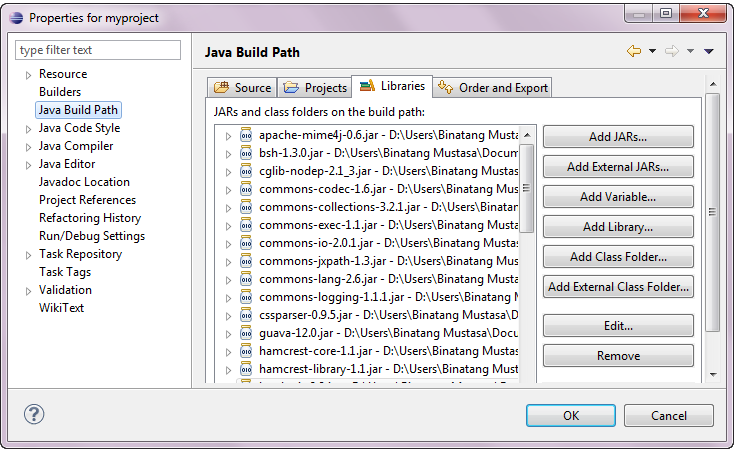 Properties for myproject
type filter text
Resource
Builders
Java Build Path
Java Code Style
Java Compiler
Java Editor
Javadoc Location
Project References
Refactoring History
Run/Debug Settings
Task Repository
Task Tags
Validation
WikiText
Java Build Path
Source Projects Libraries Order and Export
JARs and class folders on the build path:
apache-mime4j-0.6.jar - D:\Users\Binatang Mustasa
bsh-1.3.0.jar - D:\Users\Binatang Mustasa\Docum
cglib-nodep-2.1_3.jar - D:\Users\Binatang Mustas
commons-codec-1.6.jar - D:\Users\Binatang Musta
commons-collections-3.2.1.jar - D:\Users\Binatan
commons-exec-1.1.jar - D:\Users\Binatang Mustas
commons-io-2.0.1.jar - D:\Users\Binatang Mustasa
commons-jxpath-1.3.jar - D:\Users\Binatang Must
commons-lang-2.6.jar - D:\Users\Binatang Mustas
commons-logging-1.1.1.jar - D:\Users\Binatang M
cssparser-0.9.5.jar - D:\Users\Binatang Mustasa\D
guava-12.0.jar - D:\Users\Binatang Mustasa\Docu
hamcrest-core-1.1.jar - D:\Users\Binatang Mustas
hamcrest-library-1.1.jar - D:\Users\Binatang Must
Add JARs...
Add External JARs...
Add Variable...
Add Library...
Add Class Folder...
Add External Class Folder...
Edit...
Remove
OK
Cancel